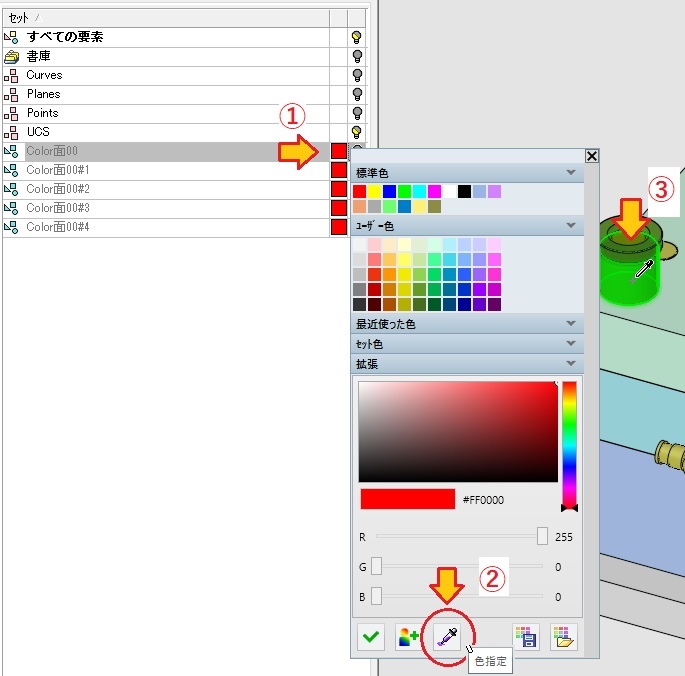 セット
すべての要素
書庫
Curves
Planes
Points
UCS
①
Color面00
Color面00#1
Color面00#2
Color面00#3
Color面00#4
標準色
ユーザー色
最近使った色
セット色
拡張
#FF0000
R 255
G 0
B 0
②
色指定
③